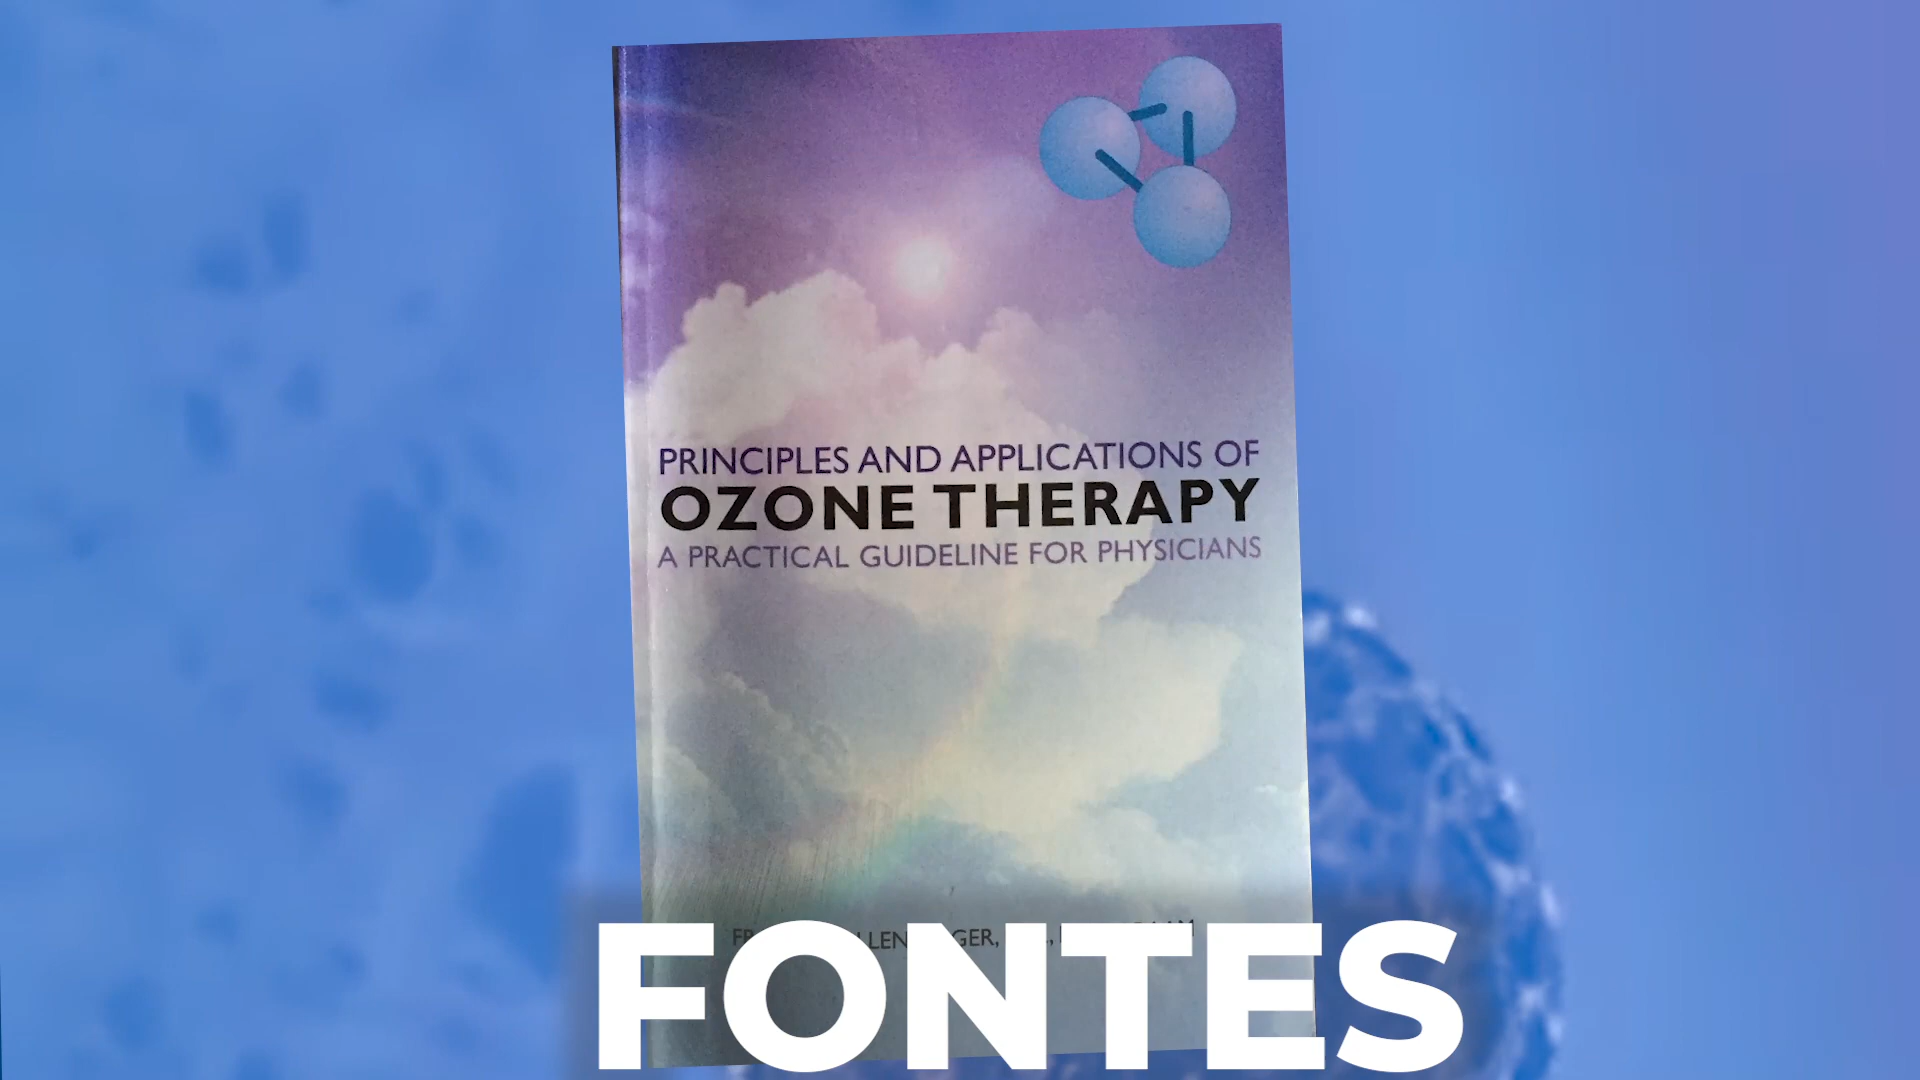 PRINCIPLES AND APPLICATIONS OF
OZONE THERAPY
A PRACTICAL GUIDELINE FOR PHYSICIANS
FONTES